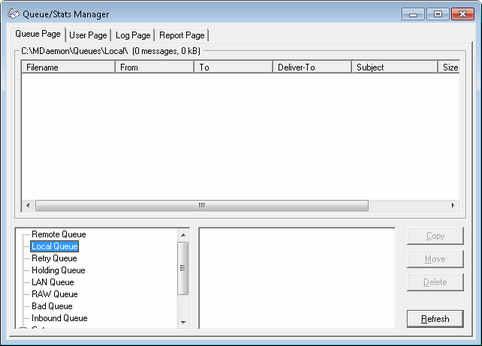 Queue/Stats Manager
Queue Page User Page Log Page Report Page
C:\MDaemon\Queues\Local\ (0 messages, 0 kB)
Filename From To Deliver-To Subject Size
Remote Queue
Local Queue
Retry Queue
Holding Queue
LAN Queue
RAW Queue
Bad Queue
Inbound Queue
Copy
Move
Delete
Refresh